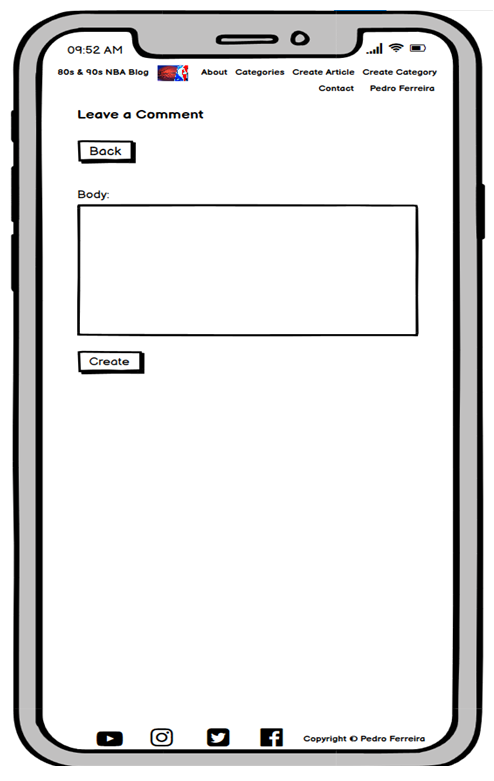 09:52 AM
80s & 90s NBA Blog About Categories Create Article Create Category
Contact Pedro Ferreira
Leave a Comment
Back
Body:
Create
Copyright © Pedro Ferreira